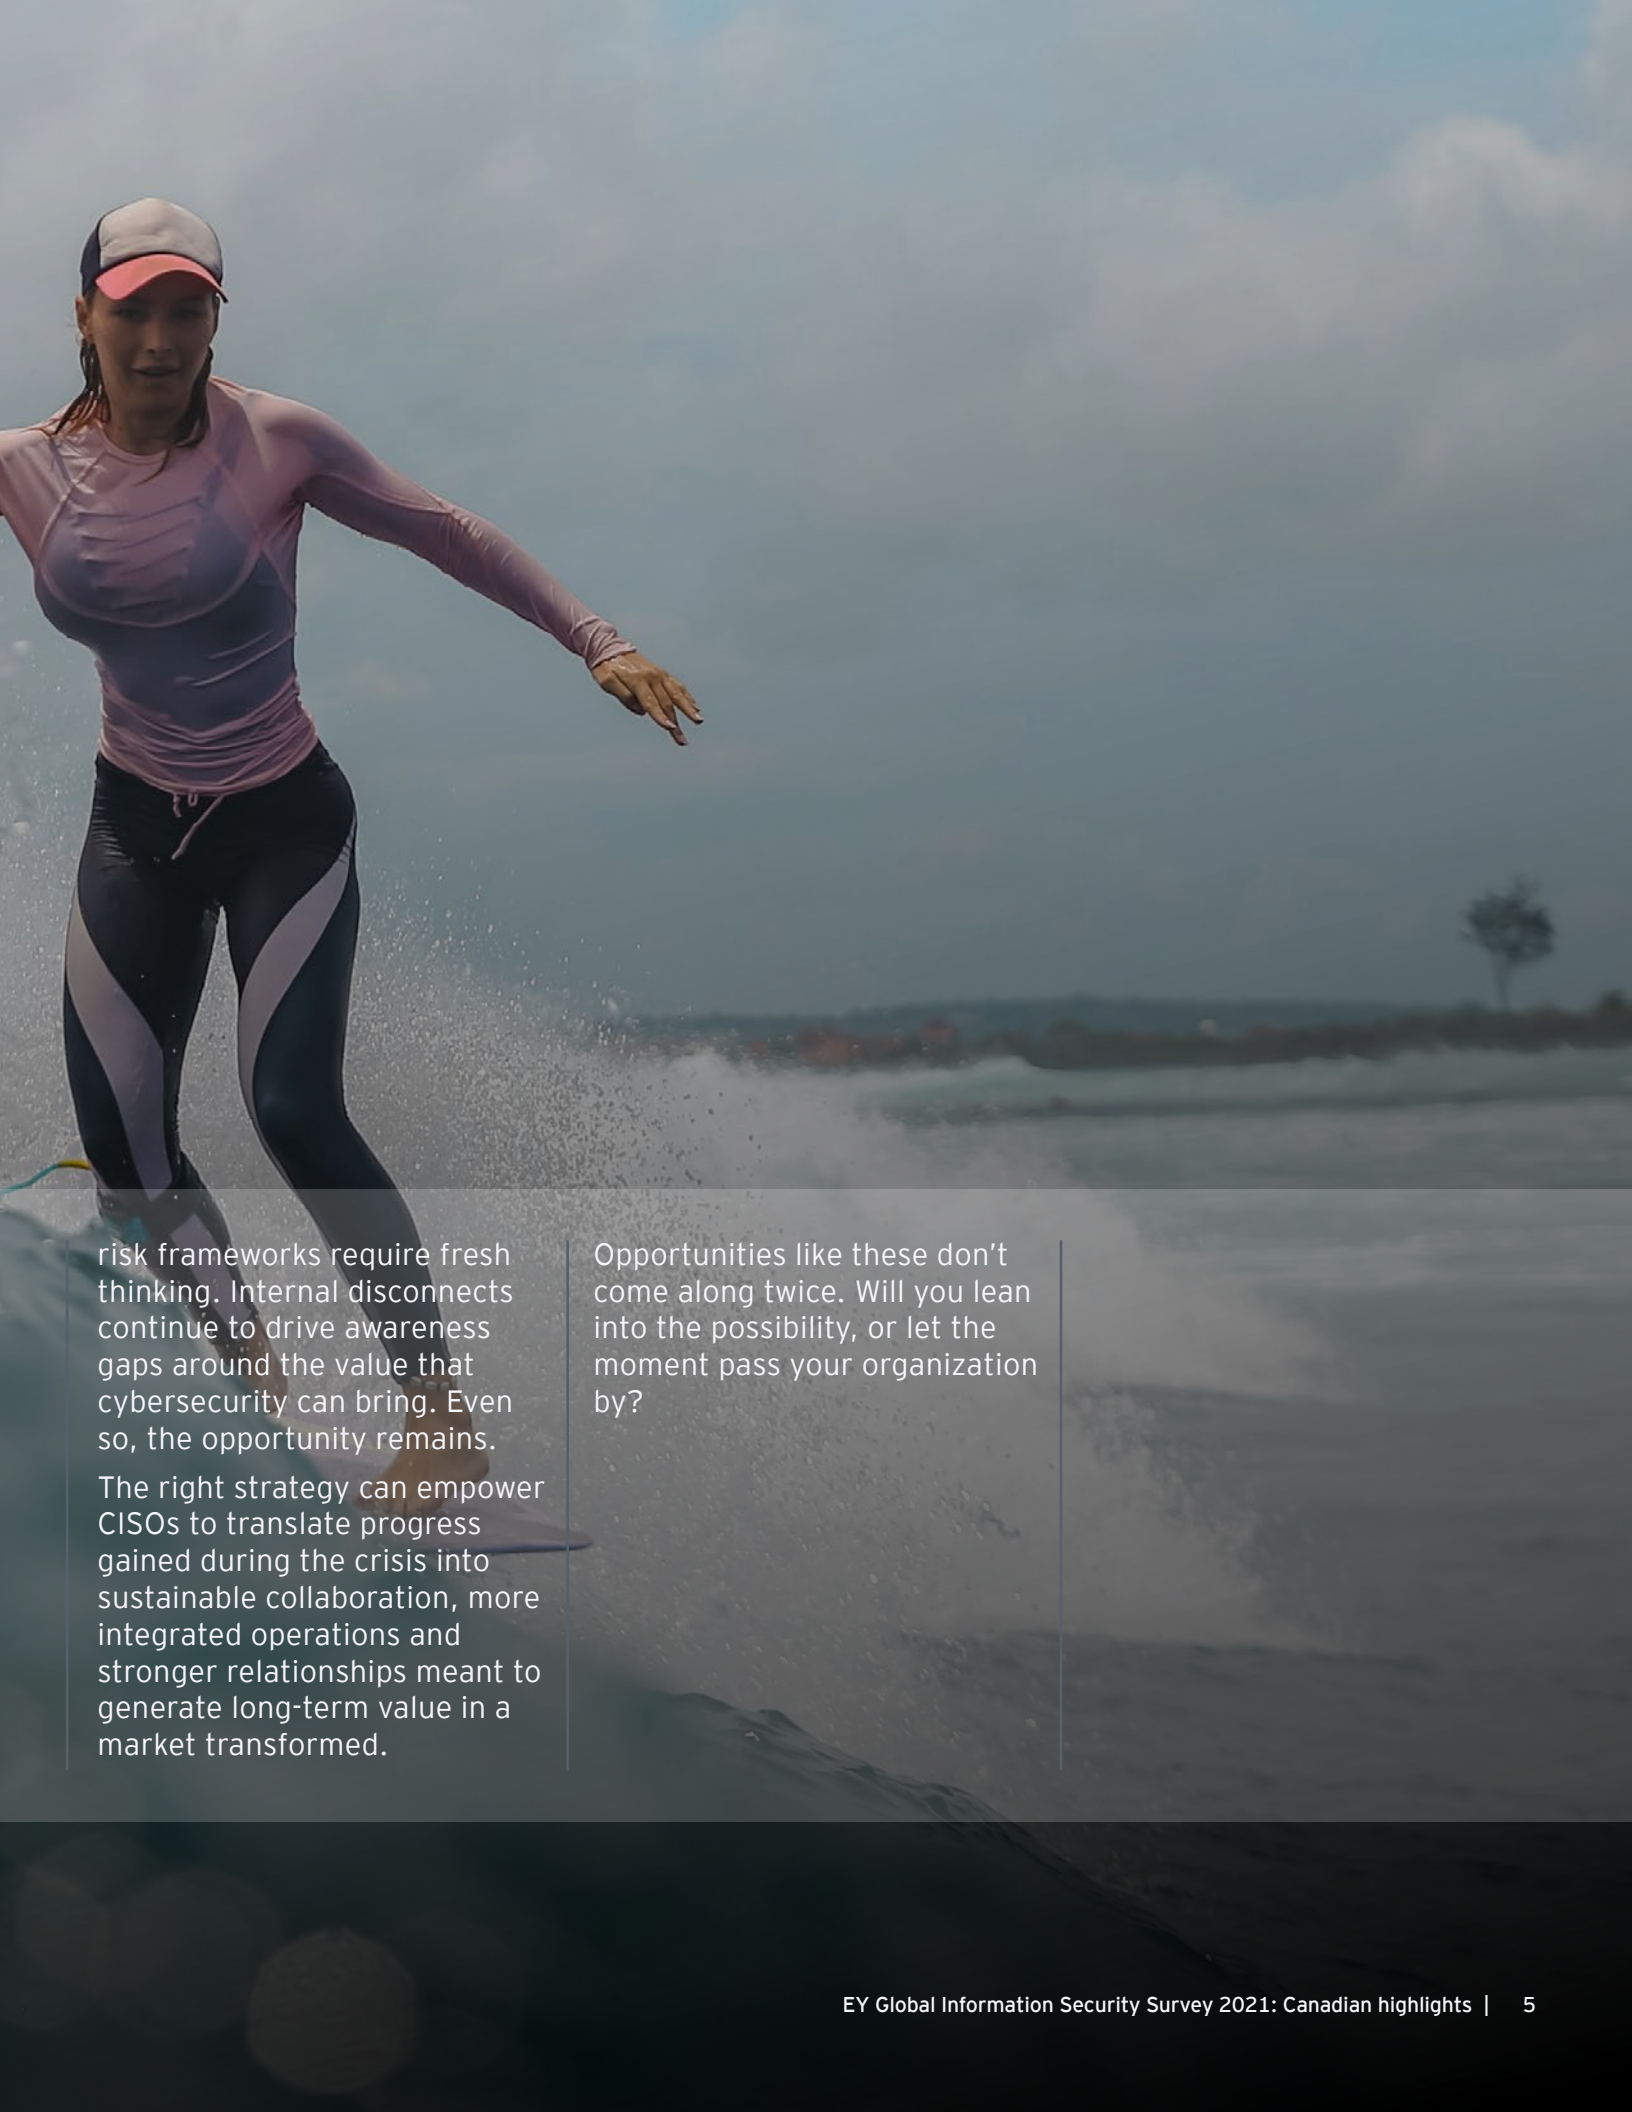 risk frameworks require fresh
thinking. Internal disconnects
continue to drive awareness
gaps around the value that
cybersecurity can bring. Even
so, the opportunity remains.
The right strategy can empower
CISOs to translate progress
gained during the crisis into
sustainable collaboration, more
integrated operations and
stronger relationships meant to
generate long-term value in a
market transformed.
Opportunities like these don’t
come along twice. Will you lean
into the possibility, or let the
moment pass your organization
by?
EY Global Information Security Survey 2021: Canadian highlights | 5